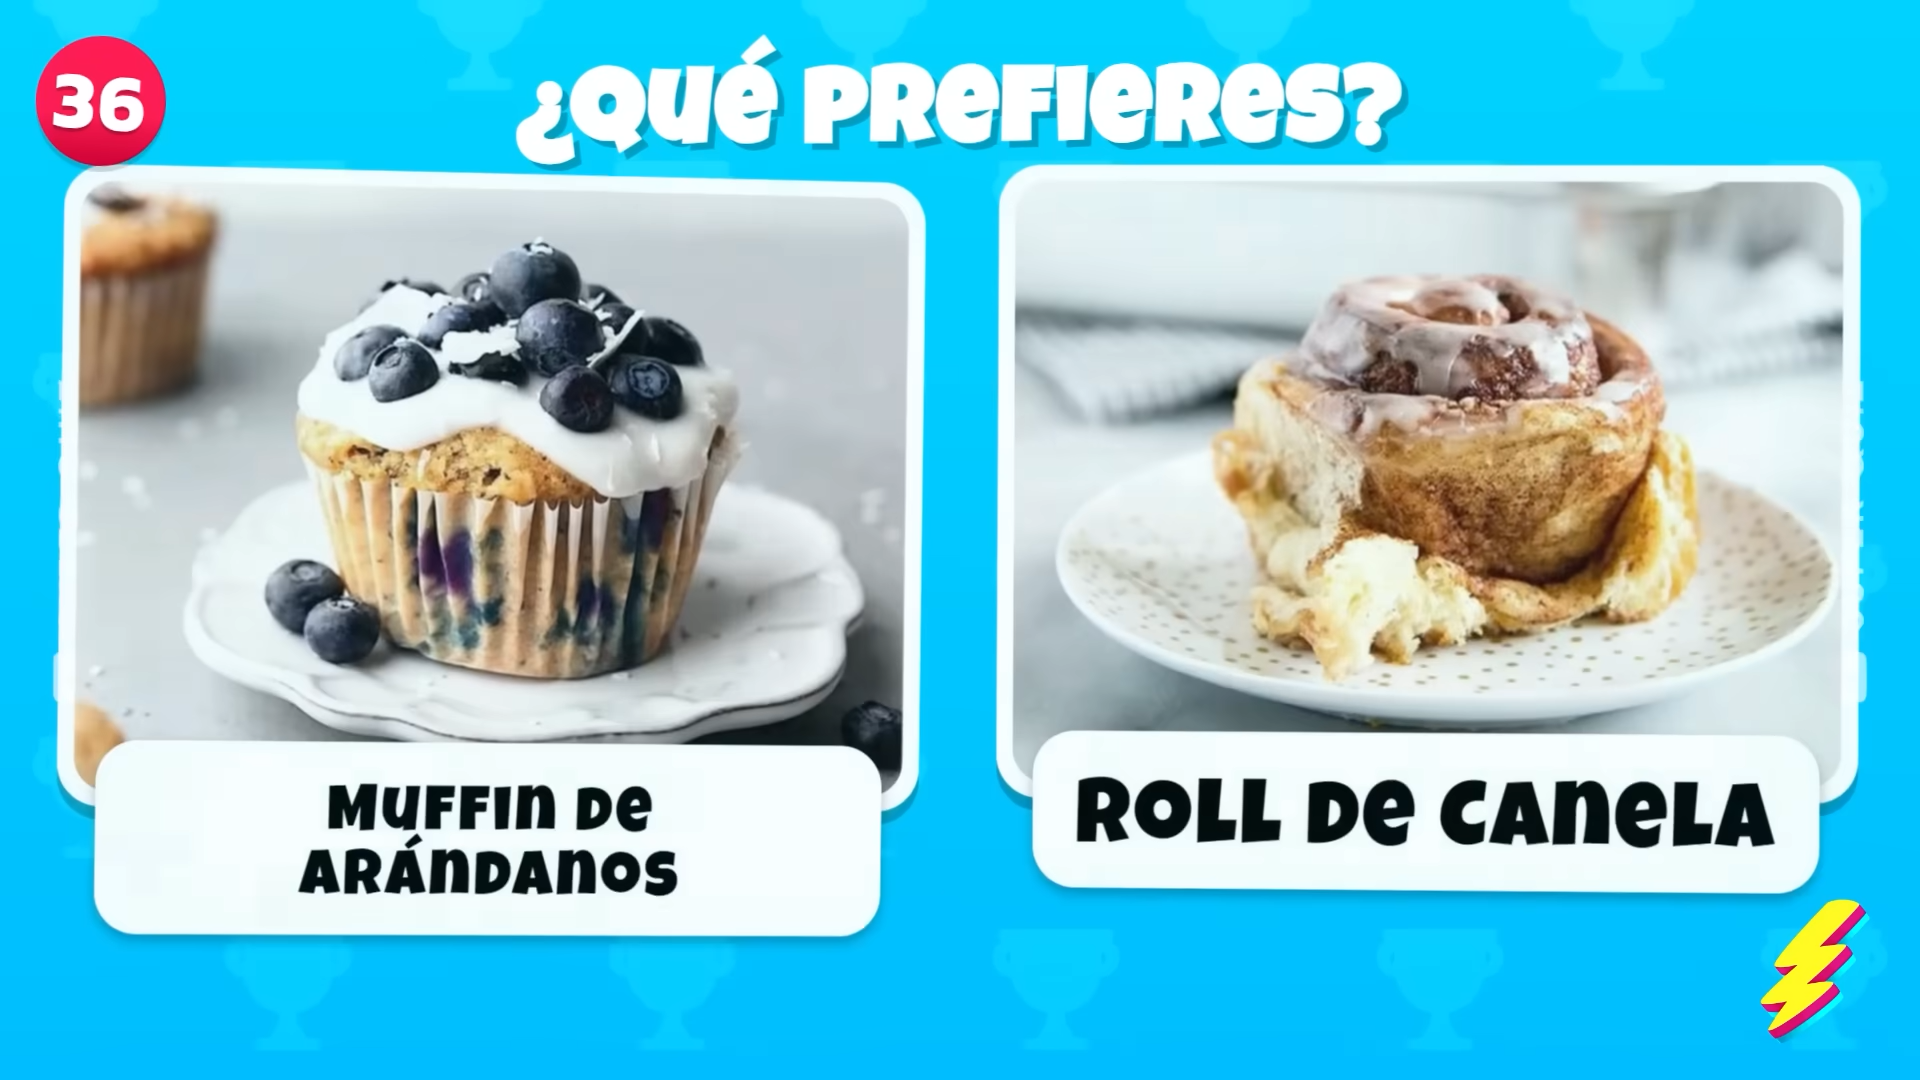 36
¿Qué prefieres?
Muffin de
arándanos
Roll de canela